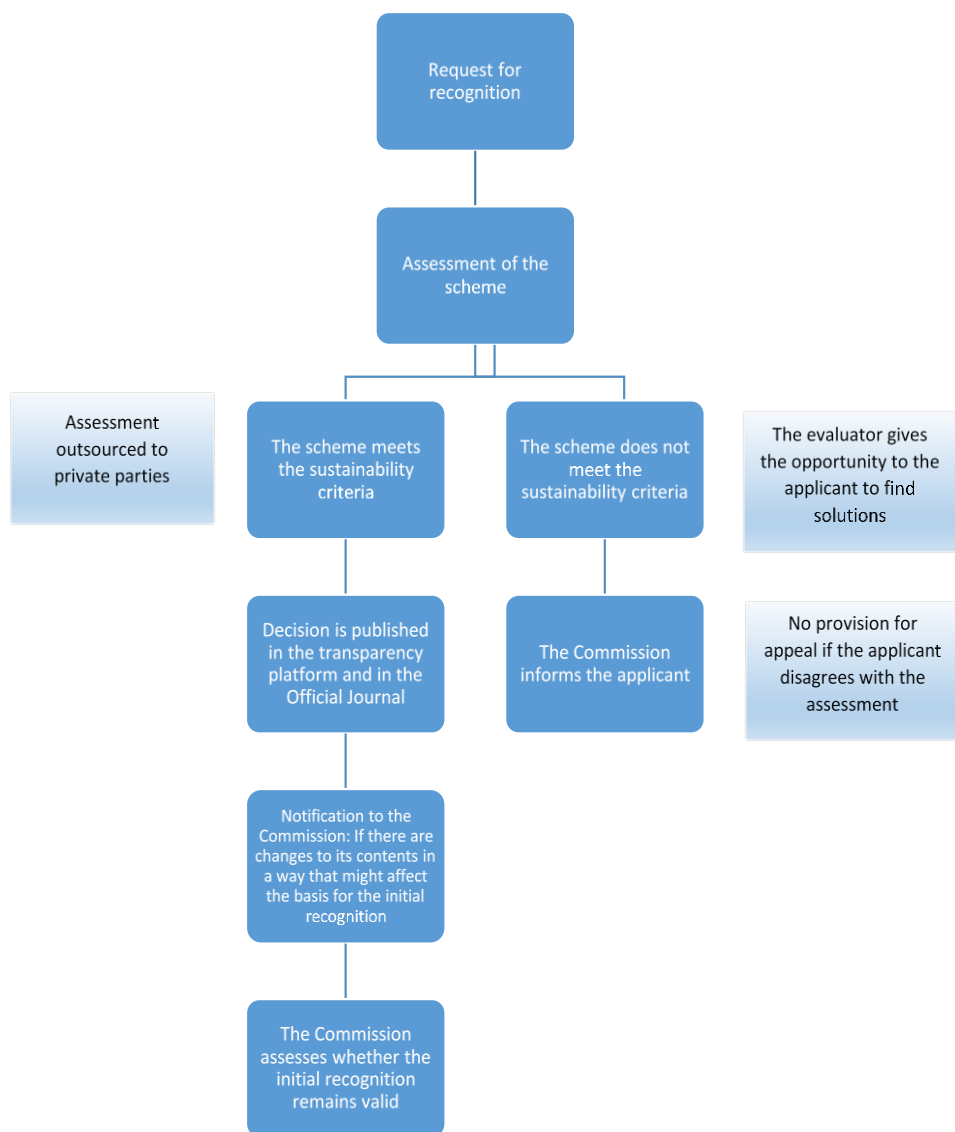 Request for
recognition
Assessment of the
scheme
Assessment
outsourced to
private parties
The scheme meets
the sustainability
criteria
The scheme does not
meet the
sustainability criteria
The evaluator gives
the opportunity to the
applicant to find
solutions
Decision is published
in the transparency
platform and in the
Official Journal
The Commission
informs the applicant
No provision for
appeal if the applicant
disagrees with the
assessment
Notification to the
Commission: If there are
changes to its contents in
a way that might affect
the basis for the initial
recognition
The Commission
assesses whether the
initial recognition
remains valid